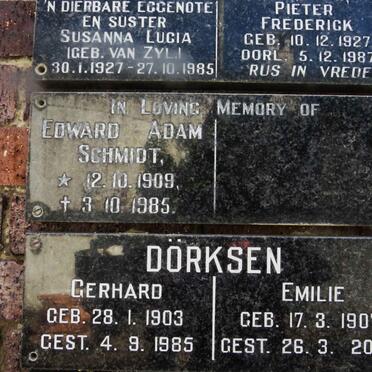 'N DIERBARE EGGENOTE
EN SUSTER
SUSANNA LUCIA
(GEB. VAN ZYL.)
30.1.1927 - 27.10.1985
PIETER
FREDERICK
GEB. 10.12.1927
DORL. 5.12.1987
RUS IN VREDE
IN LOVING MEMORY OF
EDWARD ADAM
SCHMIDT,
★ 12.10.1909,
✝ 3.10.1985.
DÖRKSEN
GERHARD
GEB. 28.1.1903
GEST. 4.9.1985
EMILIE
GEB. 17.3.190
GEST. 26.3.20